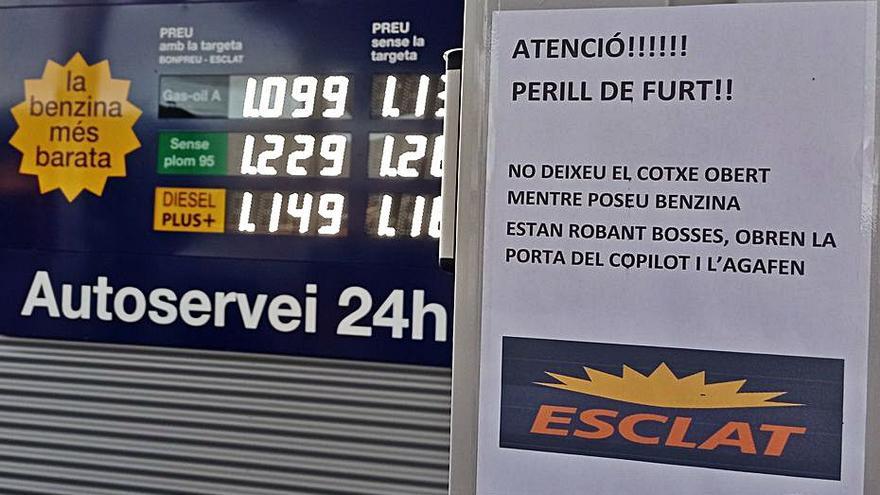 la
benzina
més
barata
PREU
amb la targeta
BONPREU - ESCLAT
PREU
sense la
targeta
Gas-oil A
1.099
Sense
plom 95
1.229
DIESEL
PLUS+
1.149
Autoservei 24h
ATENCIÓ!!!!!!
PERILL DE FURT!!
NO DEIXEU EL COTXE OBERT
MENTRE POSEU BENZINA
ESTAN ROBANT BOSSES, OBREN LA
PORTA DEL COPILOT I L'AGAFEN
ESCLAT